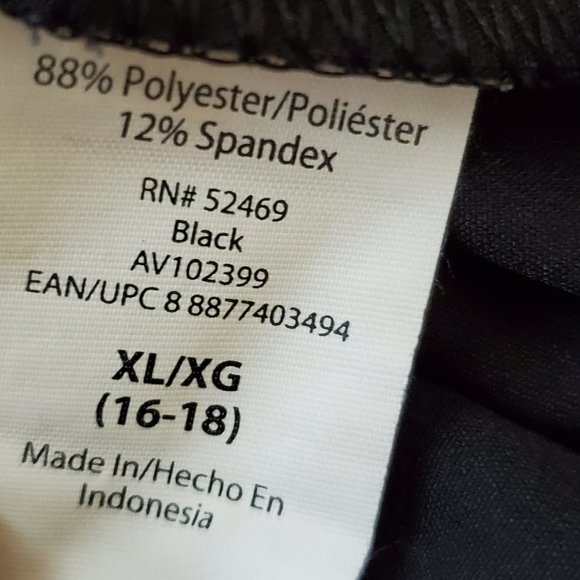 88% Polyester/Poliéster
12% Spandex
RN# 52469
Black
AV102399
EAN/UPC 8 8877403494
XL/XG
(16-18)
Made In/Hecho En
Indonesia